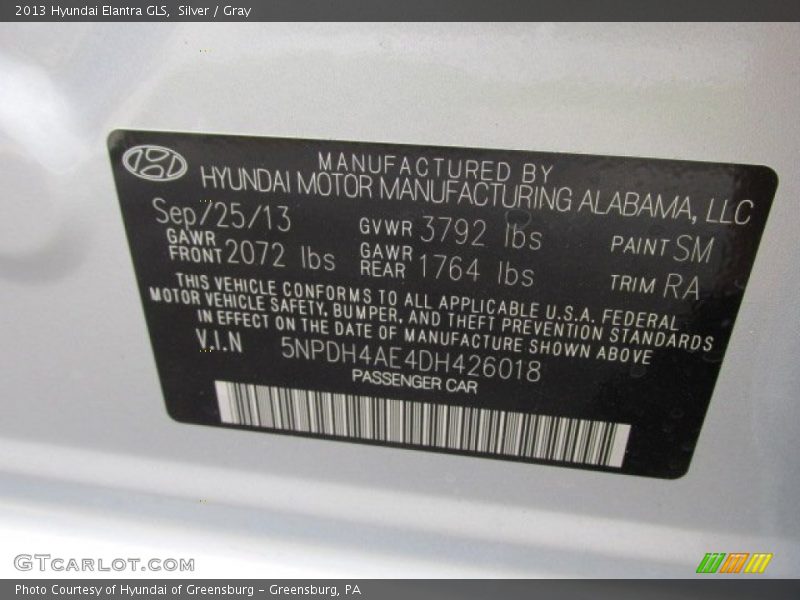 2013 Hyundai Elantra GLS, Silver / Gray
MANUFACTURED BY
HYUNDAI MOTOR MANUFACTURING ALABAMA, LLC
Sep/25/13 GVWR 3792 lbs PAINT SM
GAWR FRONT 2072 lbs GAWR REAR 1764 lbs TRIM RA
THIS VEHICLE CONFORMS TO ALL APPLICABLE U.S.A. FEDERAL
MOTOR VEHICLE SAFETY, BUMPER, AND THEFT PREVENTION STANDARDS
IN EFFECT ON THE DATE OF MANUFACTURE SHOWN ABOVE
V.I.N 5NPDH4AE4DH426018
PASSENGER CAR
GTCARLOT.COM
Photo Courtesy of Hyundai of Greensburg - Greensburg, PA